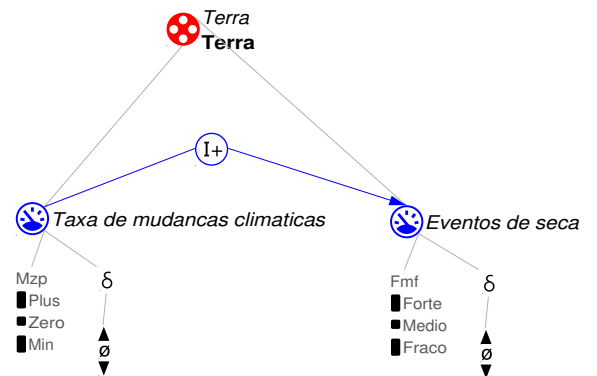 Terra
Terra
I+
Taxa de mudancas climaticas
Eventos de seca
Mzp
δ
Plus
Zero
Min
ø
Fmf
δ
Forte
Medio
Fraco
ø